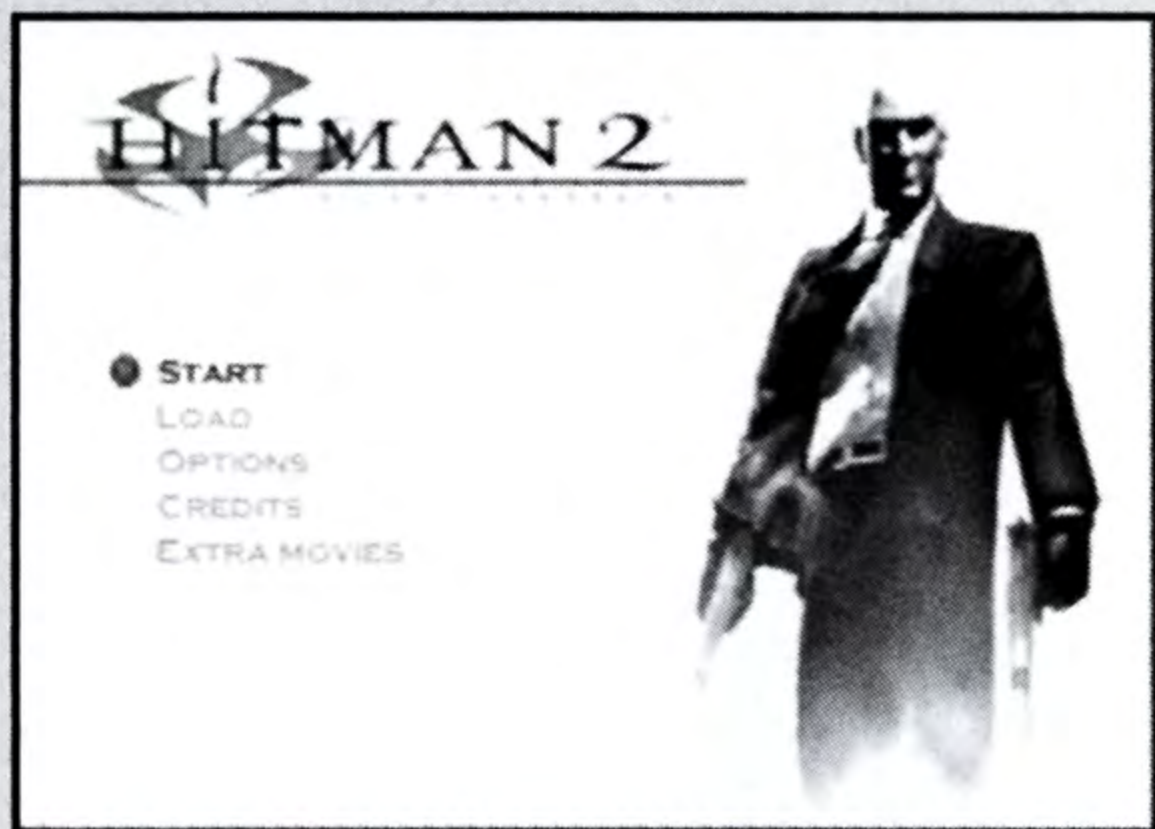 HITMAN 2
START
LOAD
OPTIONS
CREDITS
EXTRA MOVIES